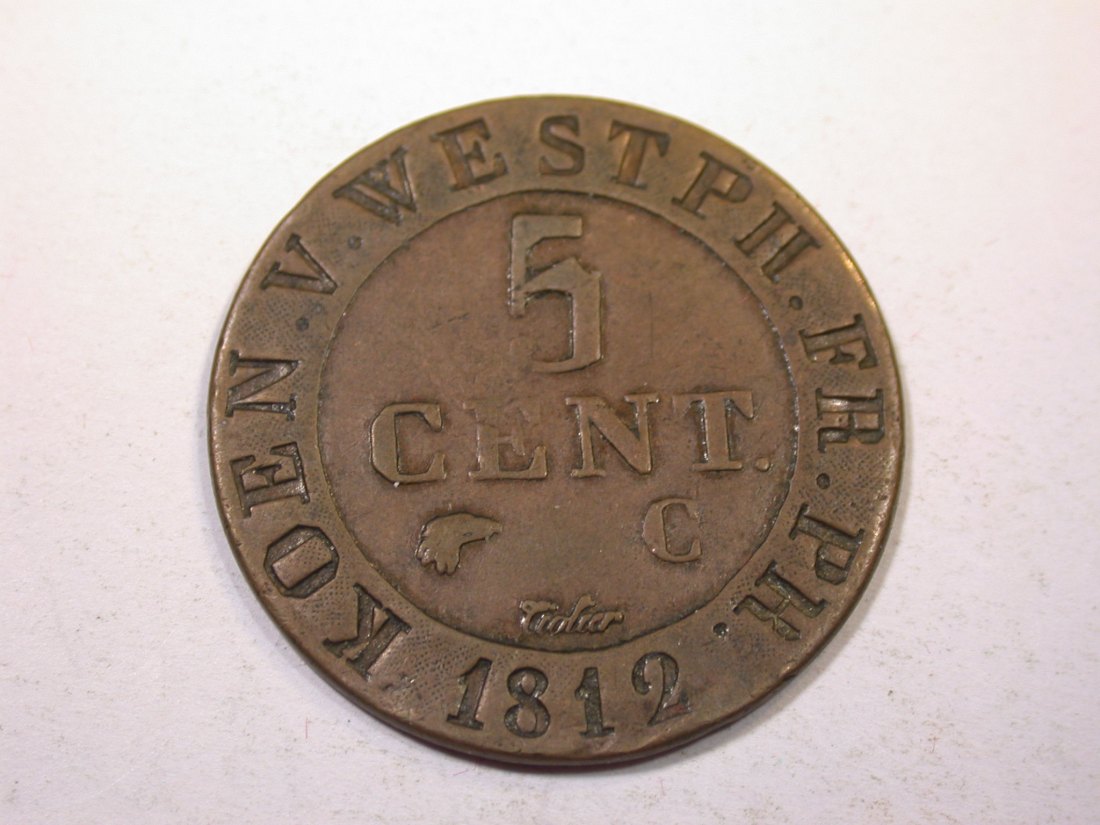 KOEN.V.WESTPH.FR.PH.
1812
5
CENT.
C
Tiolier